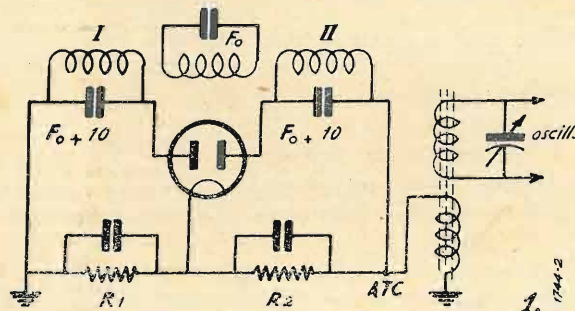 I
F₀
II
F₀ + 10
F₀ + 10
oscill.
R1
R2
ATC
1.
1744-2